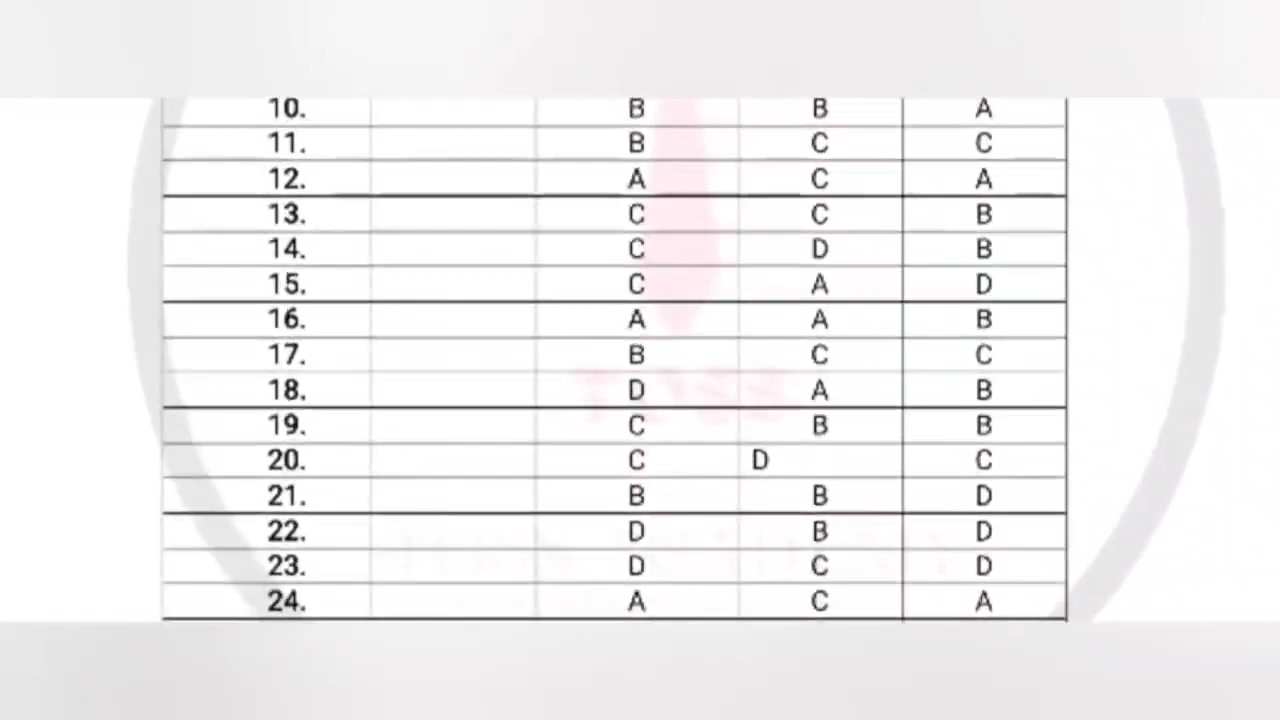 10. B B A
11. B C C
12. A C A
13. C C B
14. C D B
15. C A D
16. A A B
17. B C C
18. D A B
19. C B B
20. C D C
21. B B D
22. D B D
23. D C D
24. A C A